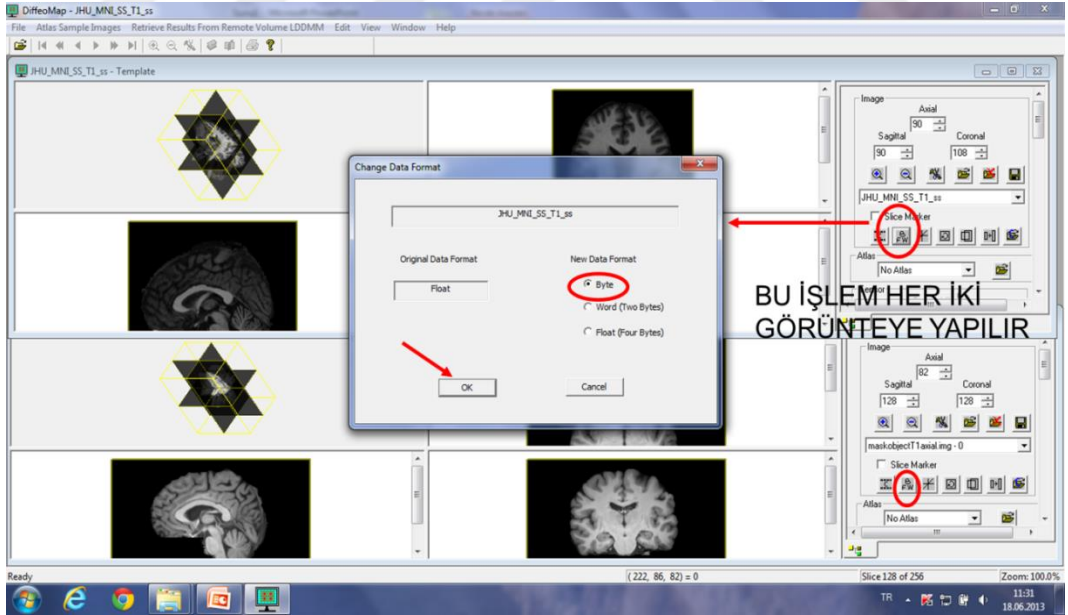 DiffeoMap - JHU_MNI_SS_T1_ss
File Atlas Sample Images Retrieve Results From Remote Volume LDDMM Edit View Window Help
JHU_MNI_SS_T1_ss - Template
Image
Axial
90
Sagittal Coronal
90 108
JHU_MNI_SS_T1_ss
Slice Marker
Atlas
No Atlas
Change Data Format
JHU_MNI_SS_T1_ss
Original Data Format New Data Format
Float
Byte
Word (Two Bytes)
Float (Four Bytes)
OK Cancel
BU İŞLEM HER İKİ
GÖRÜNTEYE YAPILIR
Image
Axial
82
Sagittal Coronal
128 128
maskobjectT1axial.img - 0
Slice Marker
Atlas
No Atlas
Ready (222, 86, 82) = 0 Slice 128 of 256 Zoom: 100.0%
TR 11:31
18.06.2013